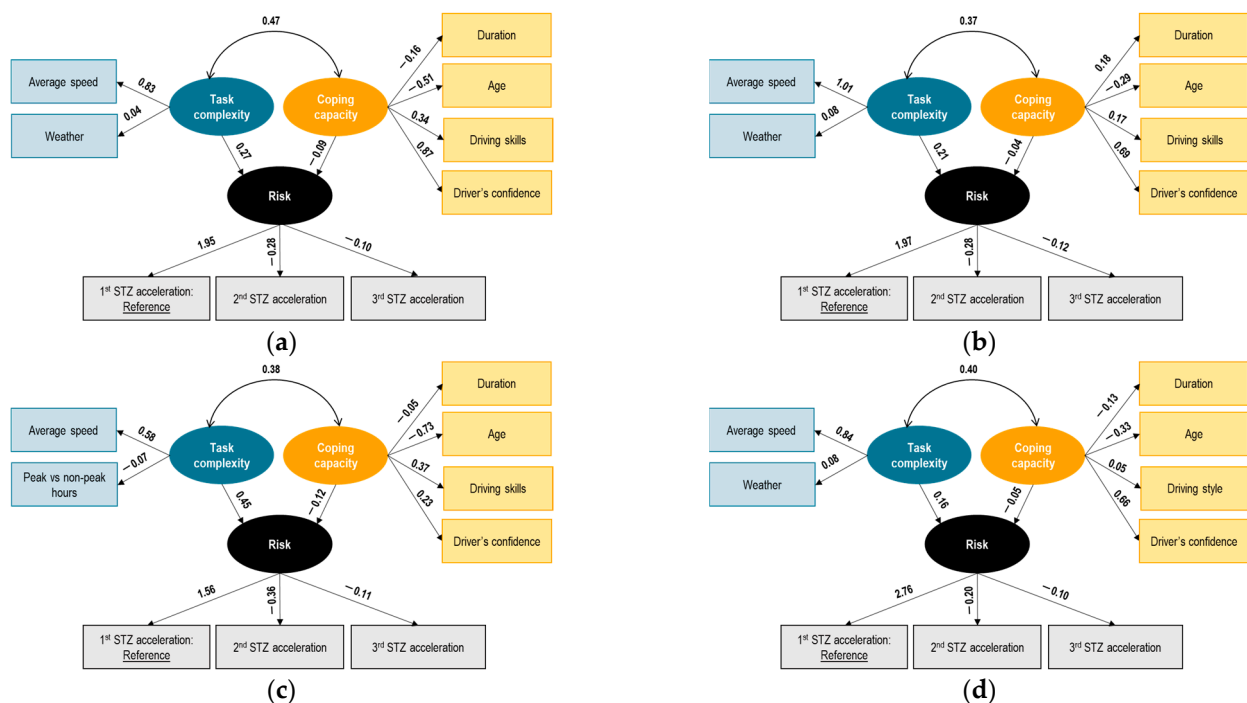 0.47
Duration
−0.16
Average speed
0.83
Task
complexity
Coping
capacity
−0.51
Age
Weather
0.04
0.34
Driving skills
0.27
−0.09
0.87
Driver's confidence
Risk
1.95
−0.28
−0.10
1st STZ acceleration:
Reference
2nd STZ acceleration
3rd STZ acceleration
(a)
0.37
Duration
0.18
Average speed
1.01
Task
complexity
Coping
capacity
−0.29
Age
Weather
0.08
0.17
Driving skills
0.21
−0.04
0.69
Driver's confidence
Risk
1.97
−0.28
−0.12
1st STZ acceleration:
Reference
2nd STZ acceleration
3rd STZ acceleration
(b)
0.38
Duration
−0.05
Average speed
0.58
Task
complexity
Coping
capacity
−0.73
Age
Peak vs non-peak
hours
−0.07
0.37
Driving skills
0.45
−0.12
0.23
Driver's confidence
Risk
1.56
−0.36
−0.11
1st STZ acceleration:
Reference
2nd STZ acceleration
3rd STZ acceleration
(c)
0.40
Duration
−0.13
Average speed
0.84
Task
complexity
Coping
capacity
−0.33
Age
Weather
0.08
0.05
Driving style
0.16
−0.05
0.66
Driver's confidence
Risk
2.76
−0.20
−0.10
1st STZ acceleration:
Reference
2nd STZ acceleration
3rd STZ acceleration
(d)